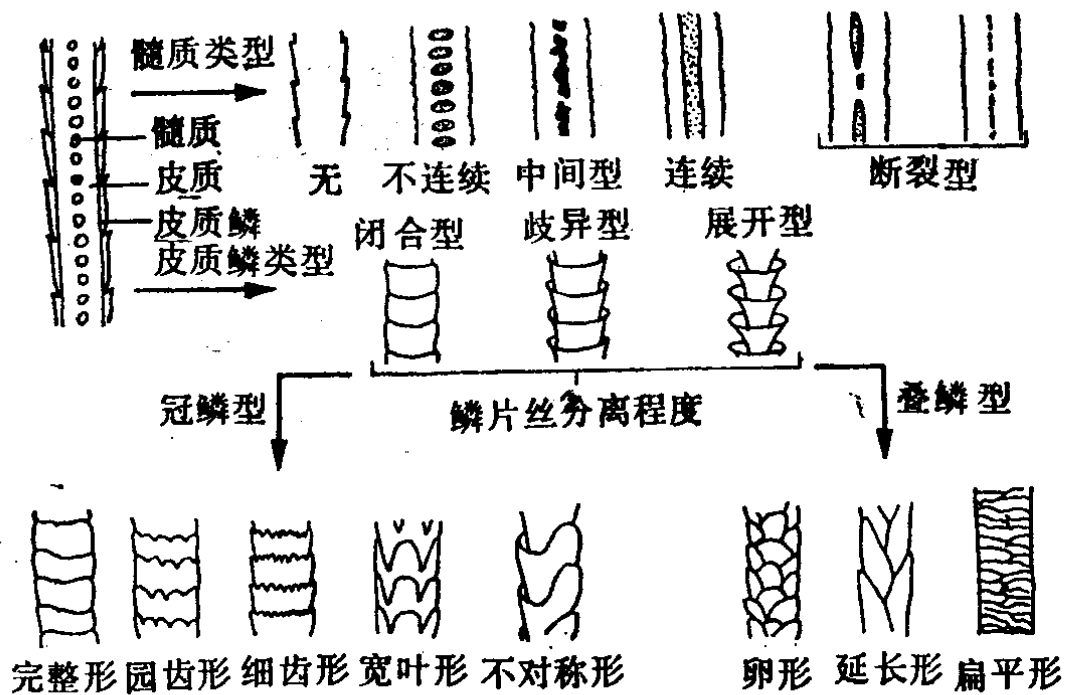 髓质类型
髓质
皮质
皮质鳞
皮质鳞类型
无 不连续 中间型 连续 断裂型
闭合型 歧异型 展开型
冠鳞型 鳞片丝分离程度 叠鳞型
完整形 园齿形 细齿形 宽叶形 不对称形 卵形 延长形 扁平形